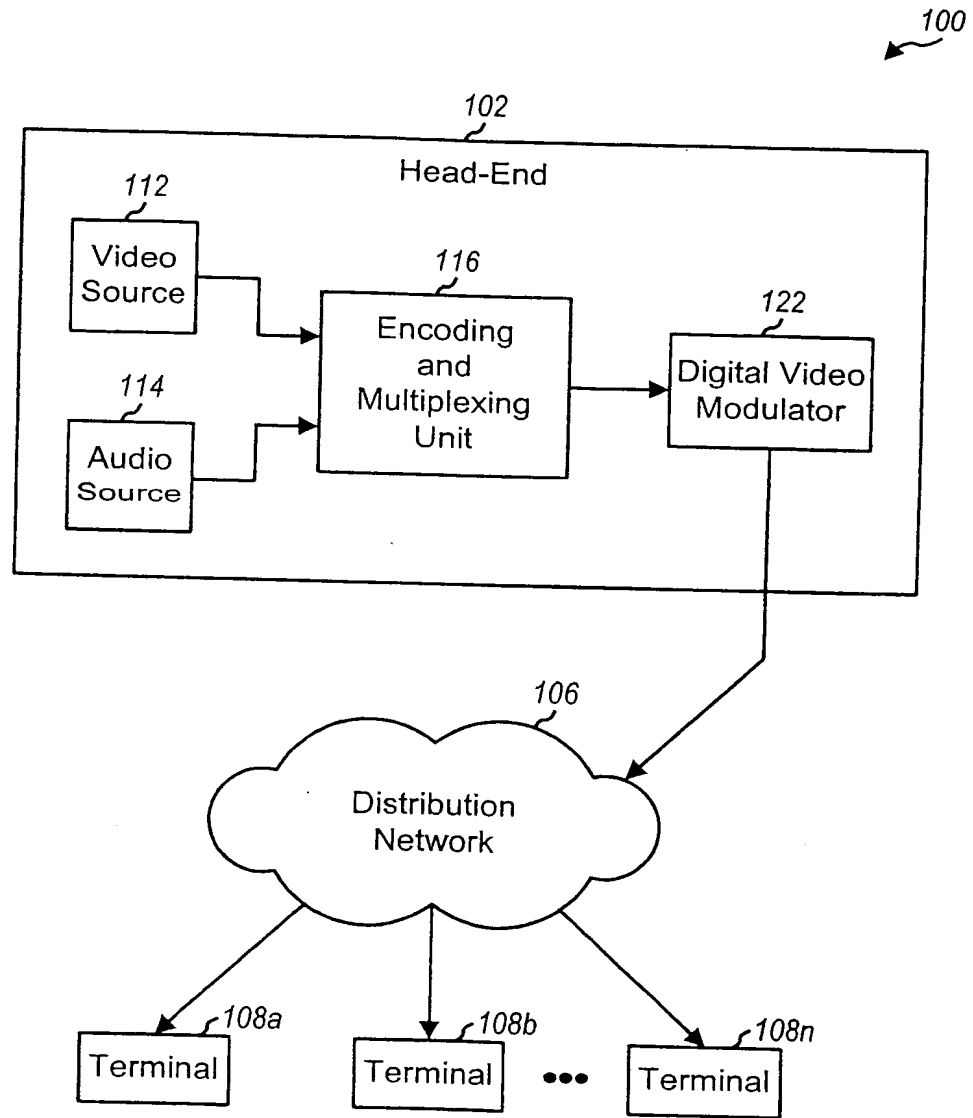 100
102
Head-End
112
Video
Source
116
Encoding
and
Multiplexing
Unit
122
Digital Video
Modulator
114
Audio
Source
106
Distribution
Network
108a
Terminal
108b
Terminal
108n
Terminal